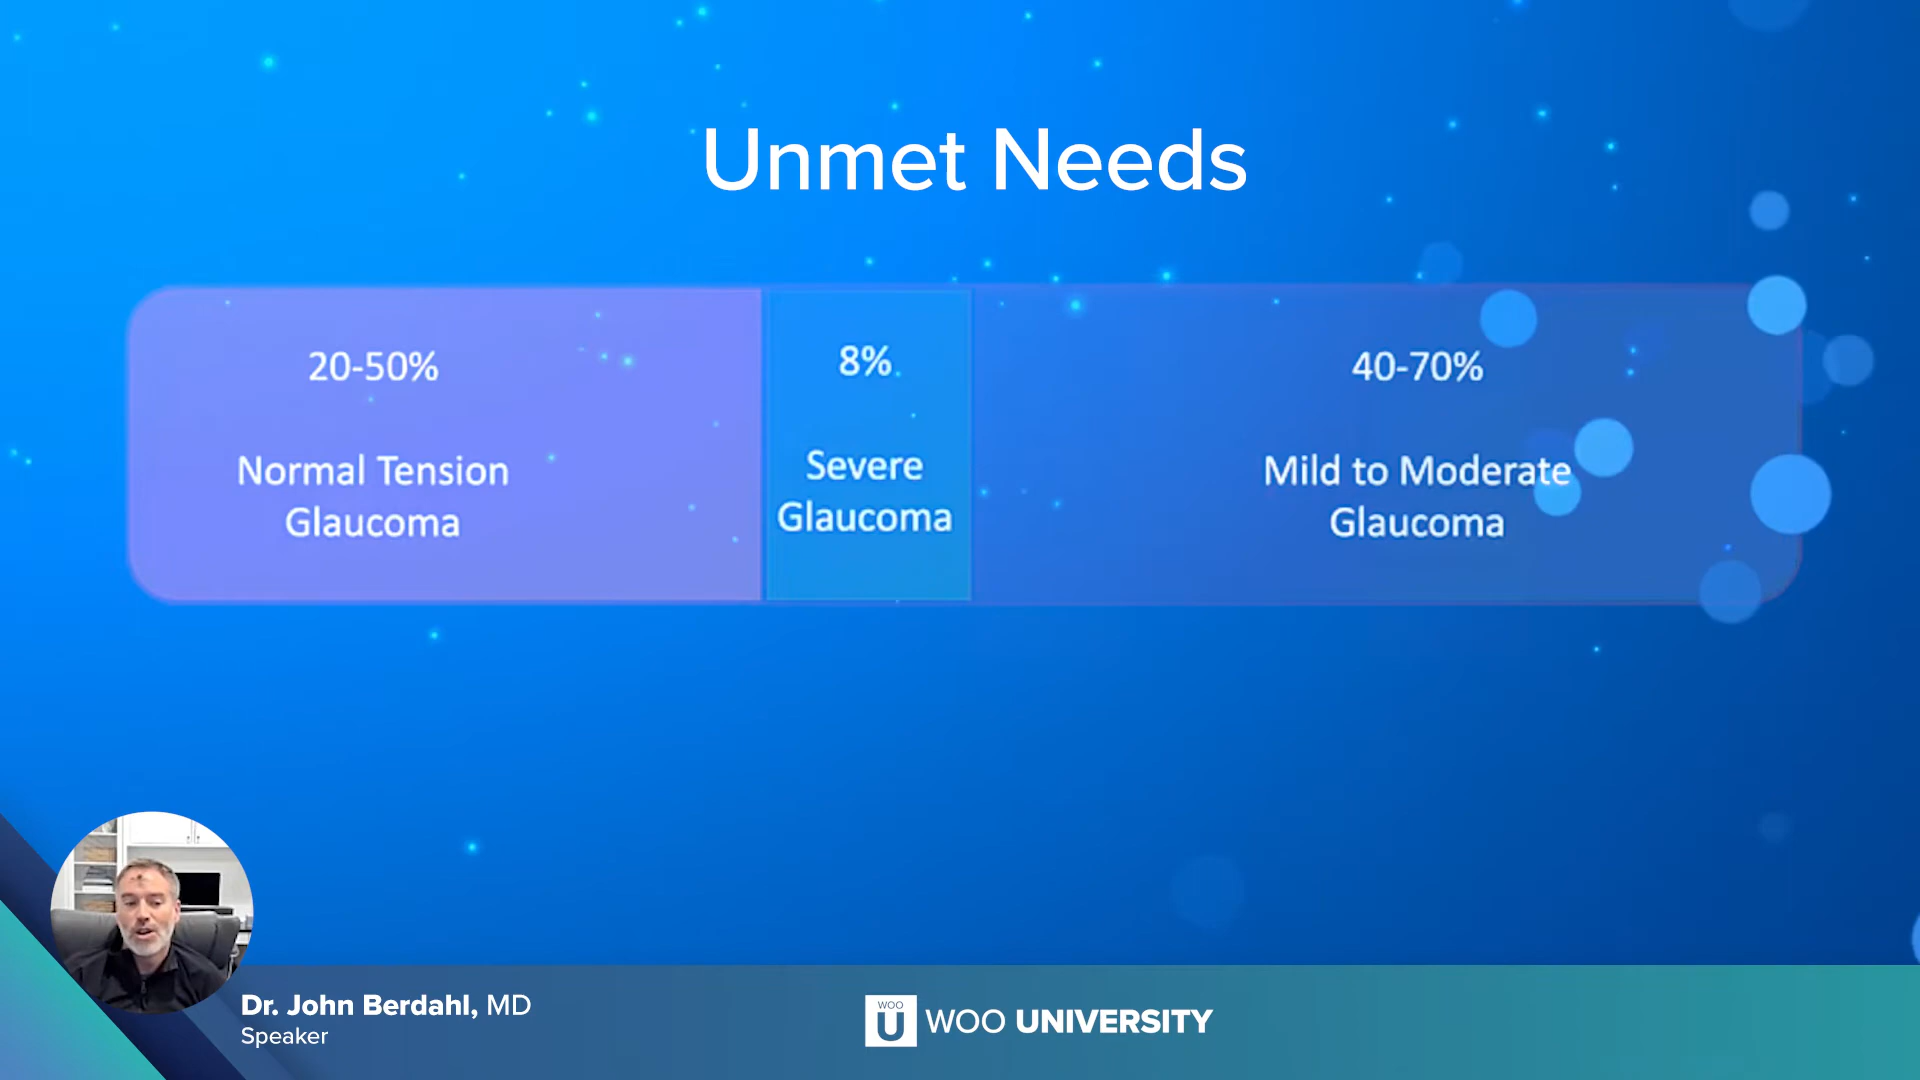 Unmet Needs
20-50%
Normal Tension
Glaucoma
8%
Severe
Glaucoma
40-70%
Mild to Moderate
Glaucoma
Dr. John Berdahl, MD
Speaker
WOO
U
WOO UNIVERSITY